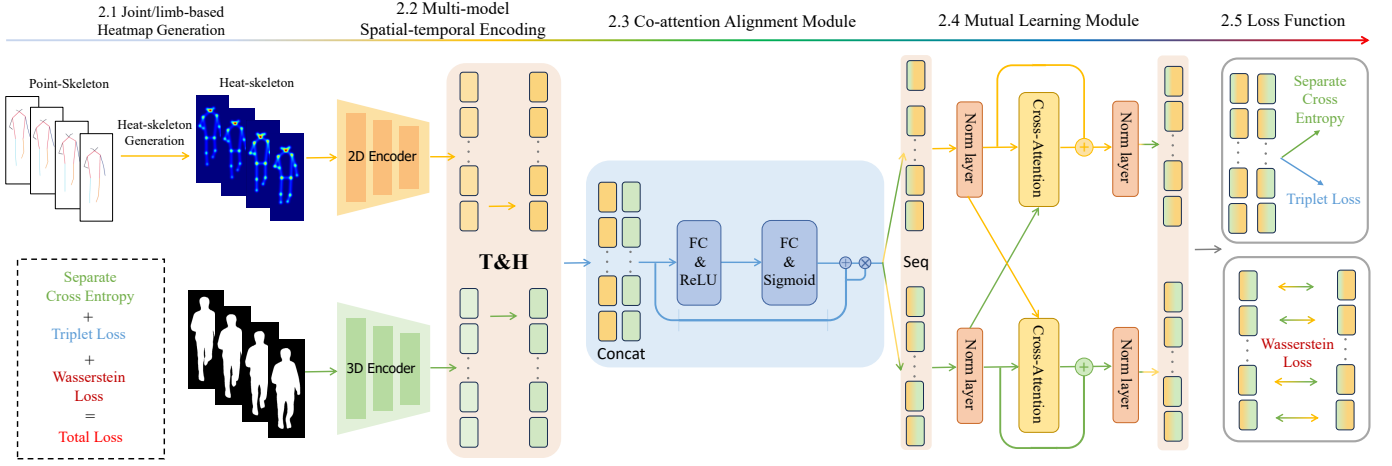 2.1 Joint/limb-based
Heatmap Generation
2.2 Multi-model
Spatial-temporal Encoding
2.3 Co-attention Alignment Module
2.4 Mutual Learning Module
2.5 Loss Function
Point-Skeleton
Heat-skeleton
Generation
Heat-skeleton
2D Encoder
3D Encoder
T&H
Concat
FC
&
ReLU
FC
&
Sigmoid
Seq
Norm layer
Cross-Attention
Norm layer
Norm layer
Cross-Attention
Norm layer
Separate
Cross
Entropy
Triplet Loss
Wasserstein
Loss
Separate
Cross Entropy
+
Triplet Loss
+
Wasserstein
Loss
=
Total Loss